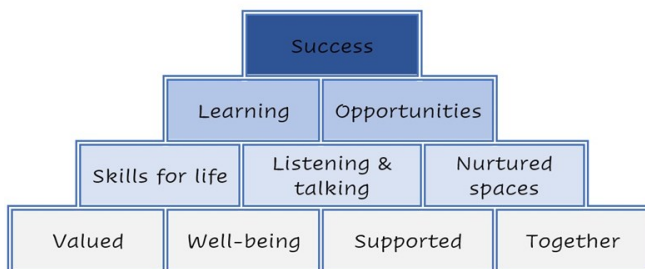 Success
Learning
Opportunities
Skills for life
Listening &
talking
Nurtured
spaces
Valued
Well-being
Supported
Together